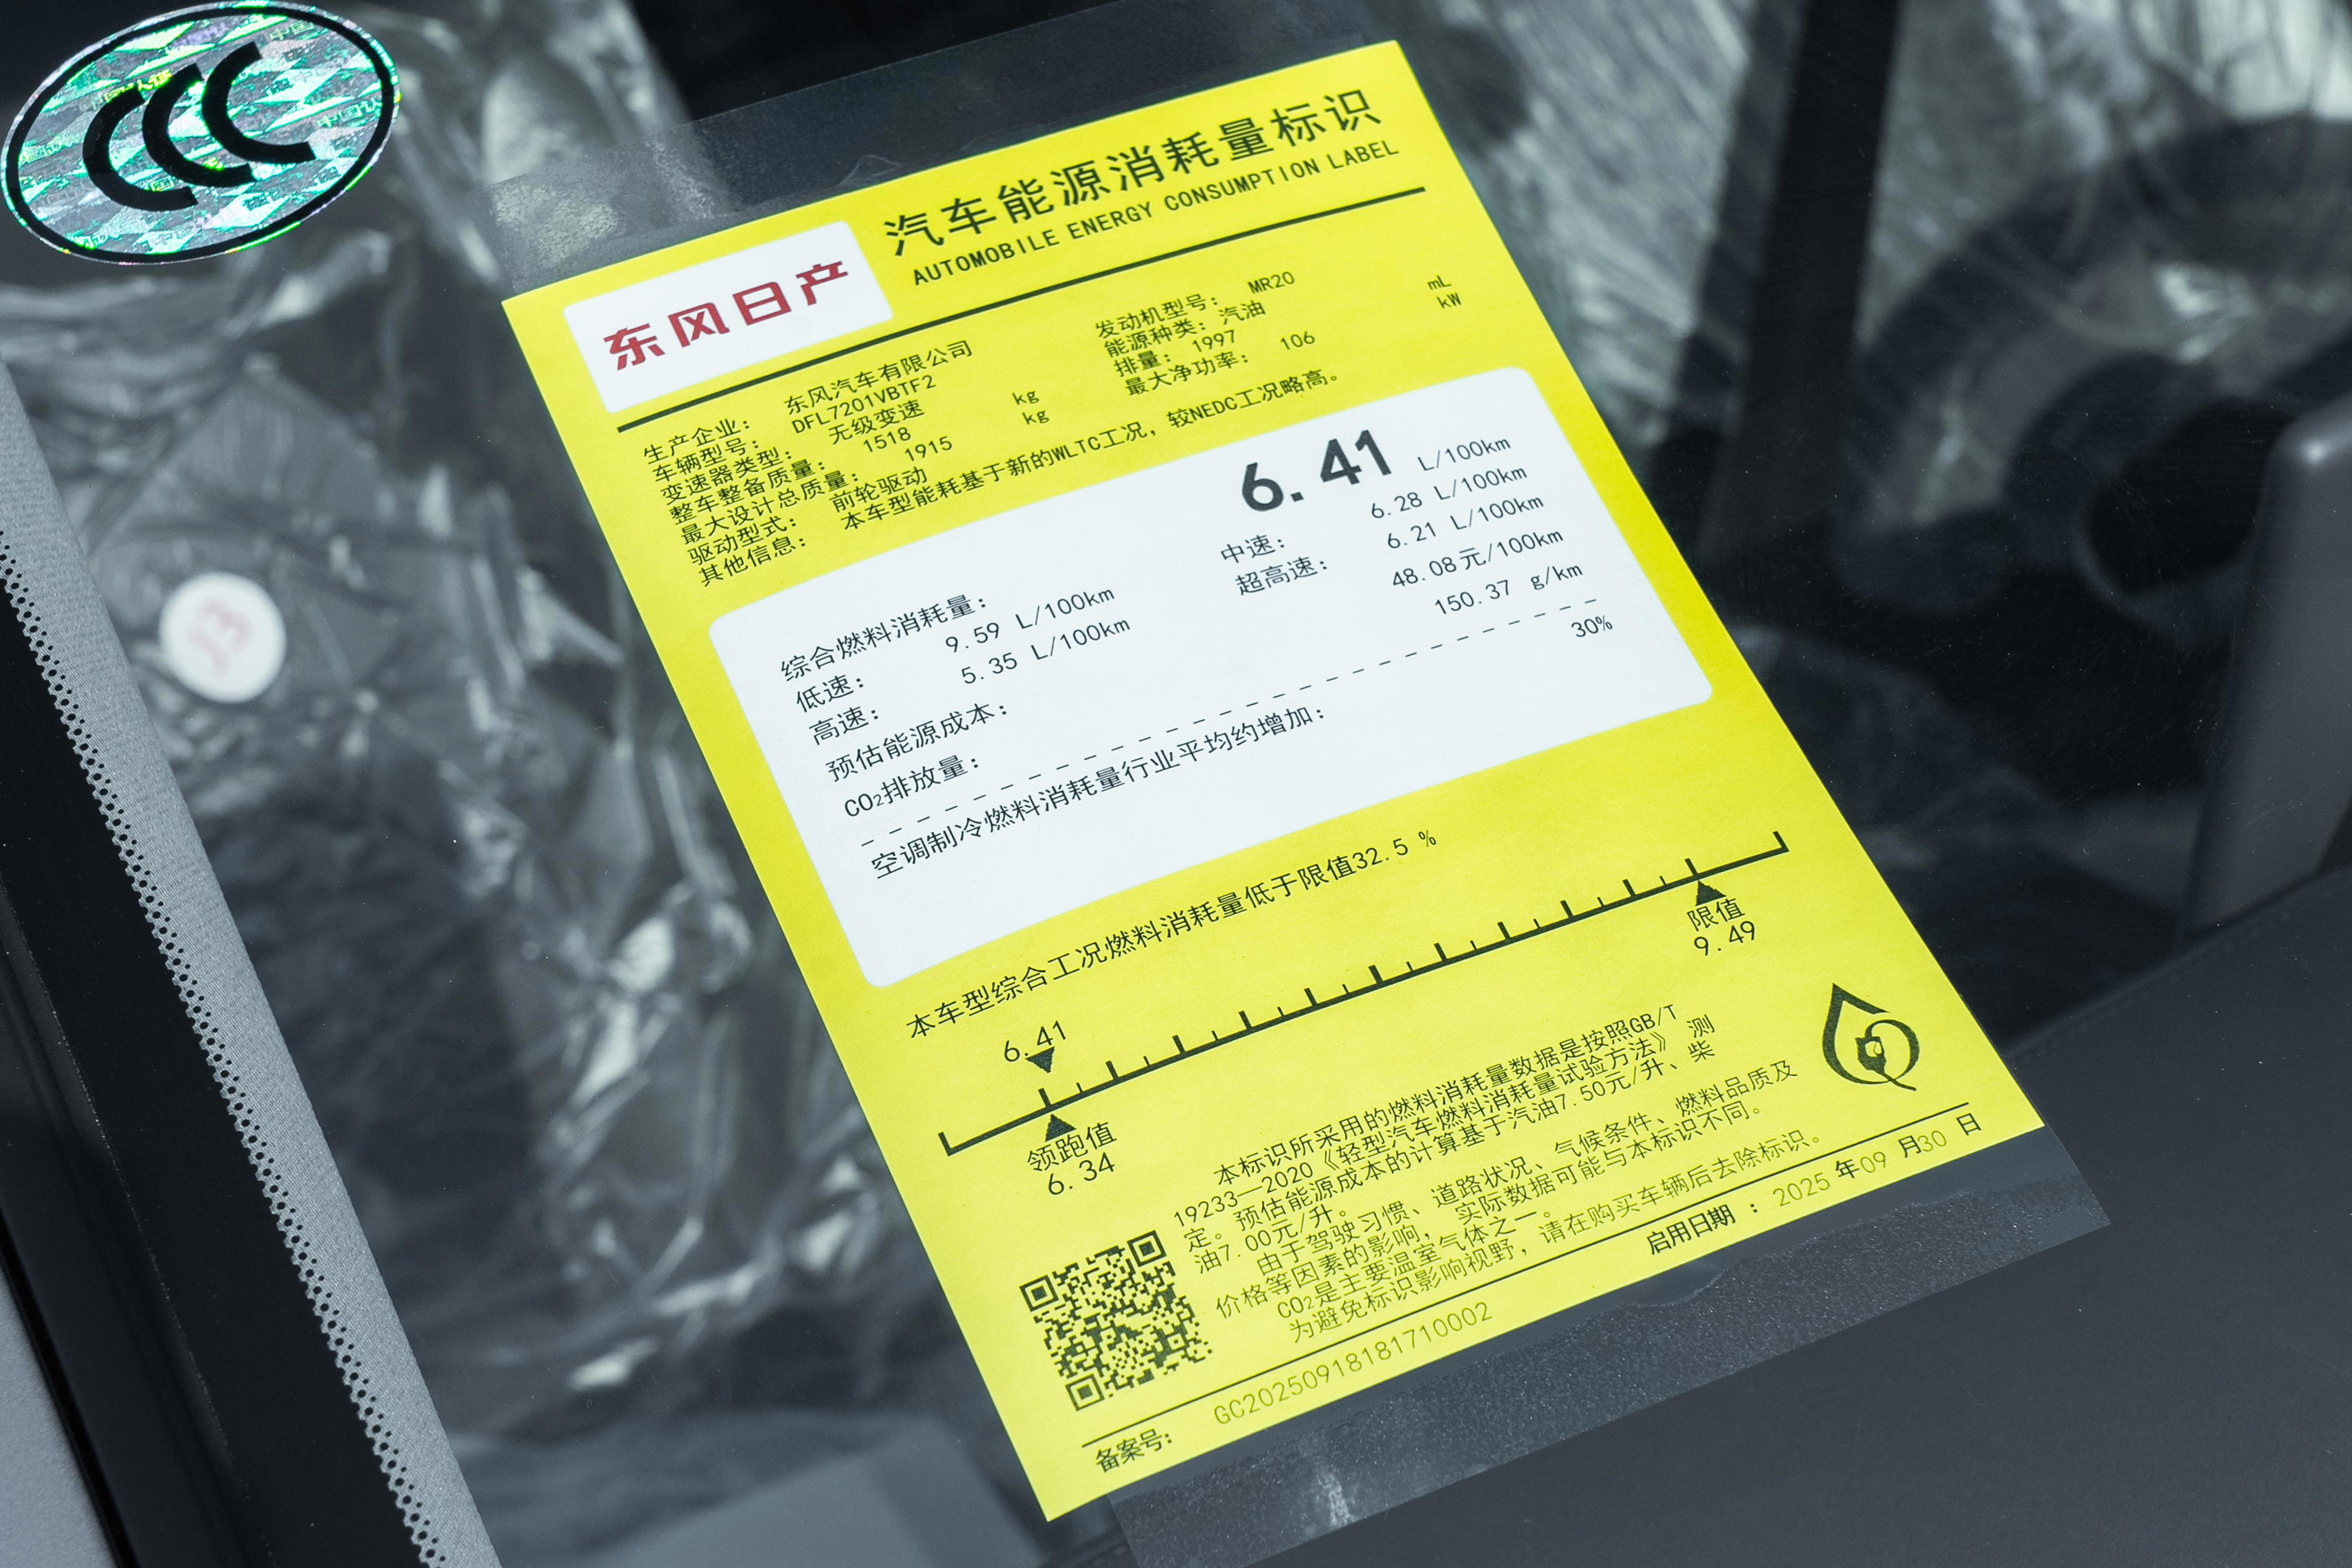 CCC
东风日产
汽车能源消耗量标识
AUTOMOBILE ENERGY CONSUMPTION LABEL
生产企业： 东风汽车有限公司
车辆型号： DFL7201VBTF2
变速器类型： 无级变速
整车整备质量： 1518 kg
最大设计总质量： 1915 kg
驱动型式： 前轮驱动
其他信息： 本车型能耗基于新的WLTC工况，较NEDC工况略高。
发动机型号： MR20
能源种类： 汽油
排量： 1997 mL
最大净功率： 106 kW
综合燃料消耗量： 6.41 L/100km
低速： 9.59 L/100km 中速： 6.28 L/100km
高速： 5.35 L/100km 超高速： 6.21 L/100km
预估能源成本： 48.08元/100km
CO₂排放量： 150.37 g/km
空调制冷燃料消耗量行业平均约增加： 30%
本车型综合工况燃料消耗量低于限值32.5 %
6.41
领跑值
6.34
限值
9.49
本标识所采用的燃料消耗量数据是按照GB/T
19233—2020《轻型汽车燃料消耗量试验方法》 测
定。预估能源成本的计算基于汽油7.50元/升、柴
油7.00元/升。
由于驾驶习惯、道路状况、气候条件、燃料品质及
价格等因素的影响，实际数据可能与本标识不同。
CO₂是主要温室气体之一。
为避免标识影响视野，请在购买车辆后去除标识。
启用日期 ： 2025 年09 月30 日
备案号： GC20250918181710002